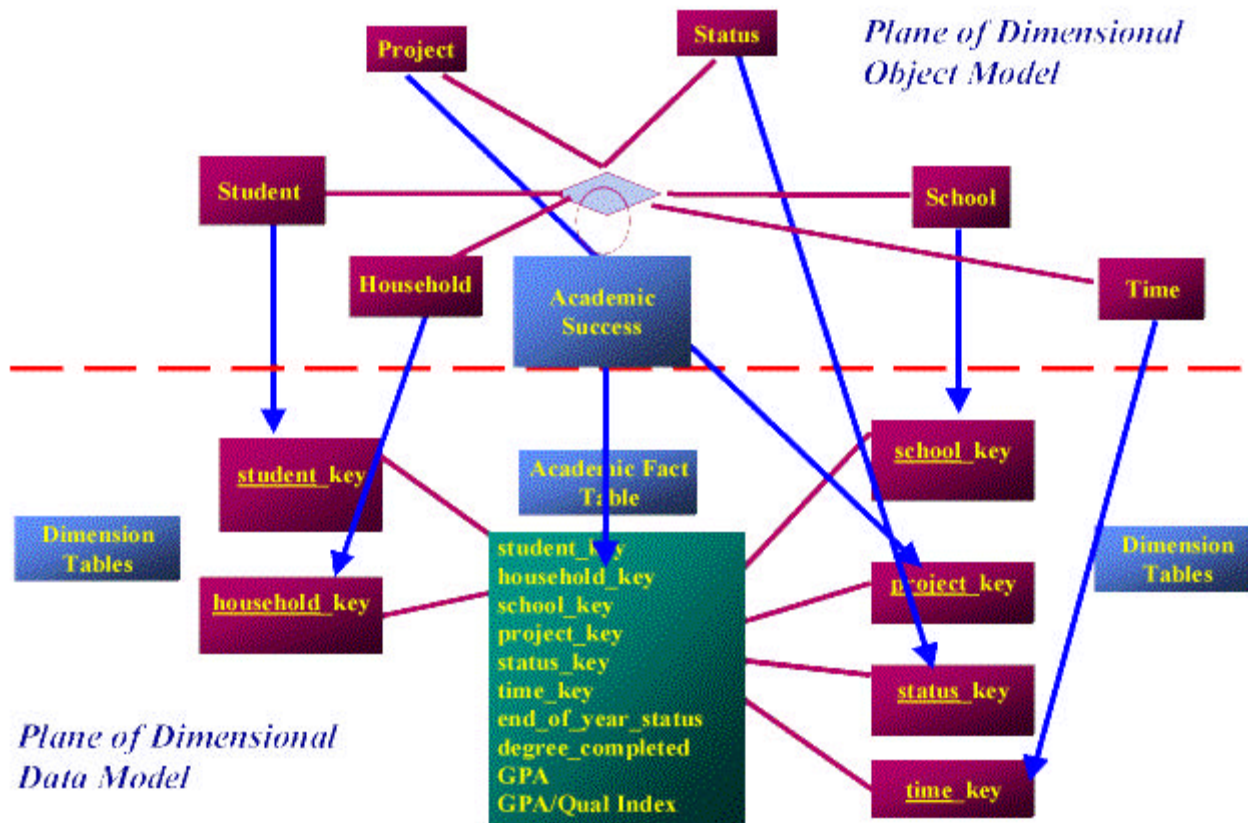 Project
Status
Plane of Dimensional
Object Model
Student
School
Household
Academic
Success
Time
student_key
Academic Fact
Table
school_key
Dimension
Tables
household_key
student_key
household_key
school_key
project_key
status_key
time_key
end_of_year_status
degree_completed
GPA
GPA/Qual Index
project_key
Dimension
Tables
status_key
time_key
Plane of Dimensional
Data Model